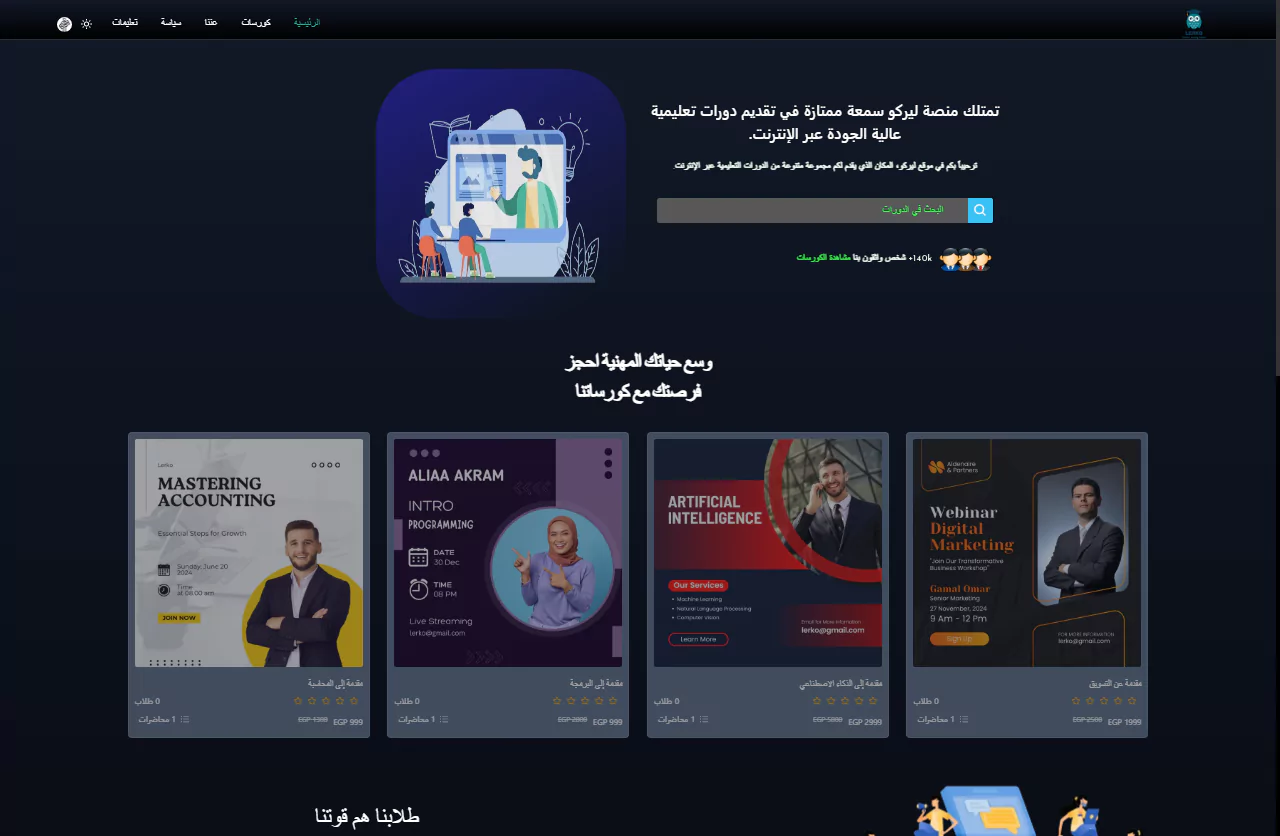 الرئيسية
كورسات
عننا
سياسة
تعليمات
LERKO
تمتلك منصة ليركو سمعة ممتازة في تقديم دورات تعليمية
عالية الجودة عبر الإنترنت.
ترحيباً بكم في موقع ليركو، المكان الذي يقدم لكم مجموعة متنوعة من الدورات التعليمية عبر الإنترنت.
البحث في الدورات
+140k شخص واثقون بنا مشاهدة الكورسات
وسع حياتك المهنية احجز
فرصتك مع كورساتنا
Aldenaire
& Partners
Webinar
Digital
Marketing
"Join Our Transformative
Business Workshop"
Gamal Omar
Senior Marketing
27 November, 2024
9 Am - 12 Pm
Sign Up
FOR MORE INFORMATION
lerko@gmail.com
مقدمة عن التسويق
0 طلاب
1 محاضرات
EGP 2500
EGP 1999
ARTIFICIAL
INTELLIGENCE
Our Services
• Machine Learning
• Natural Language Processing
• Computer Vision
Learn More
Email for More Information
lerko@gmail.com
مقدمة إلى الذكاء الاصطناعي
0 طلاب
1 محاضرات
EGP 5000
EGP 2999
ALIAA AKRAM
INTRO
PROGRAMMING
DATE
30 Dec
TIME
08 PM
Live Streaming
lerko@gmail.com
مقدمة إلى البرمجة
0 طلاب
1 محاضرات
EGP 2000
EGP 999
Lerko
MASTERING
ACCOUNTING
Essential Steps for Growth
Sunday, June 20
2024
Time
at 08.00 am
JOIN NOW
مقدمة إلى المحاسبة
0 طلاب
1 محاضرات
EGP 999
طلابنا هم قوتنا